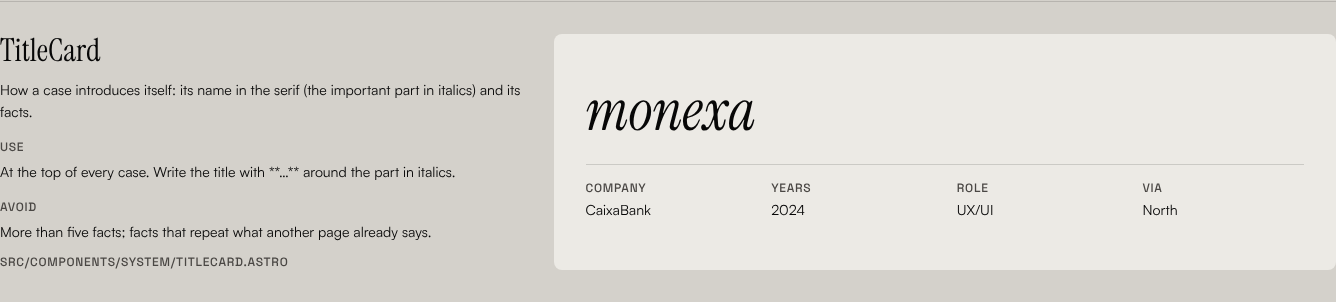 TitleCard
How a case introduces itself: its name in the serif (the important part in italics) and its
facts.
USE
At the top of every case. Write the title with **…** around the part in italics.
AVOID
More than five facts; facts that repeat what another page already says.
SRC/COMPONENTS/SYSTEM/TITLECARD.ASTRO
monexa
COMPANY YEARS ROLE VIA
CaixaBank 2024 UX/UI North